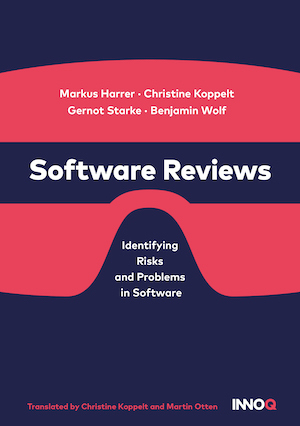 Markus Harrer · Christine Koppelt
Gernot Starke · Benjamin Wolf
Software Reviews
Identifying
Risks
and Problems
in Software
Translated by Christine Koppelt and Martin Otten
INNOQ